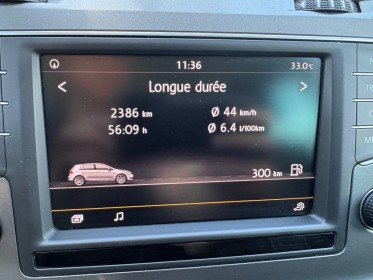 11:36 33.0°C
< Longue durée >
2386 km Ø 44 km/h
56:09 h Ø 6.4 l/100km
300 km